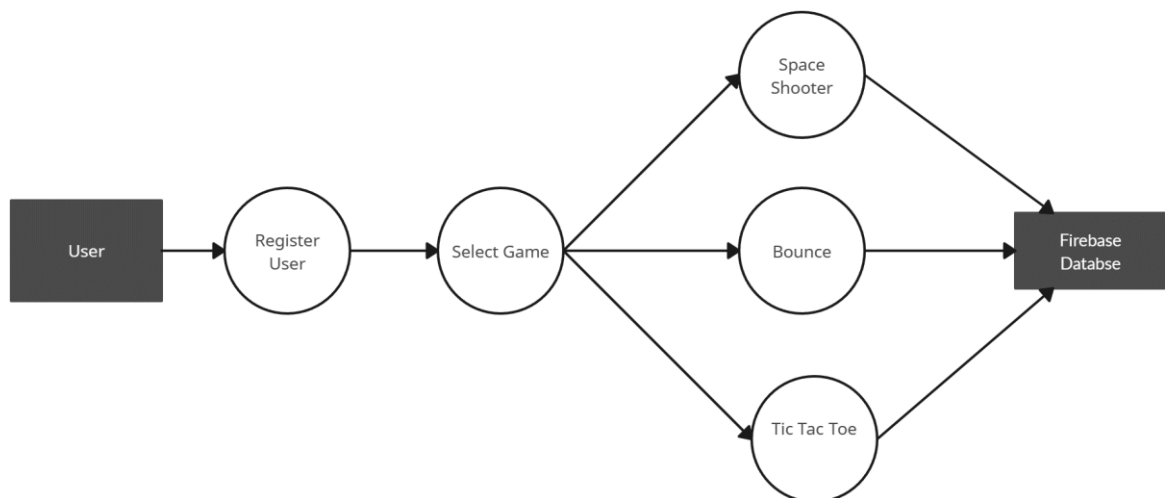 User
Register
User
Select Game
Space
Shooter
Bounce
Tic Tac Toe
Firebase
Databse